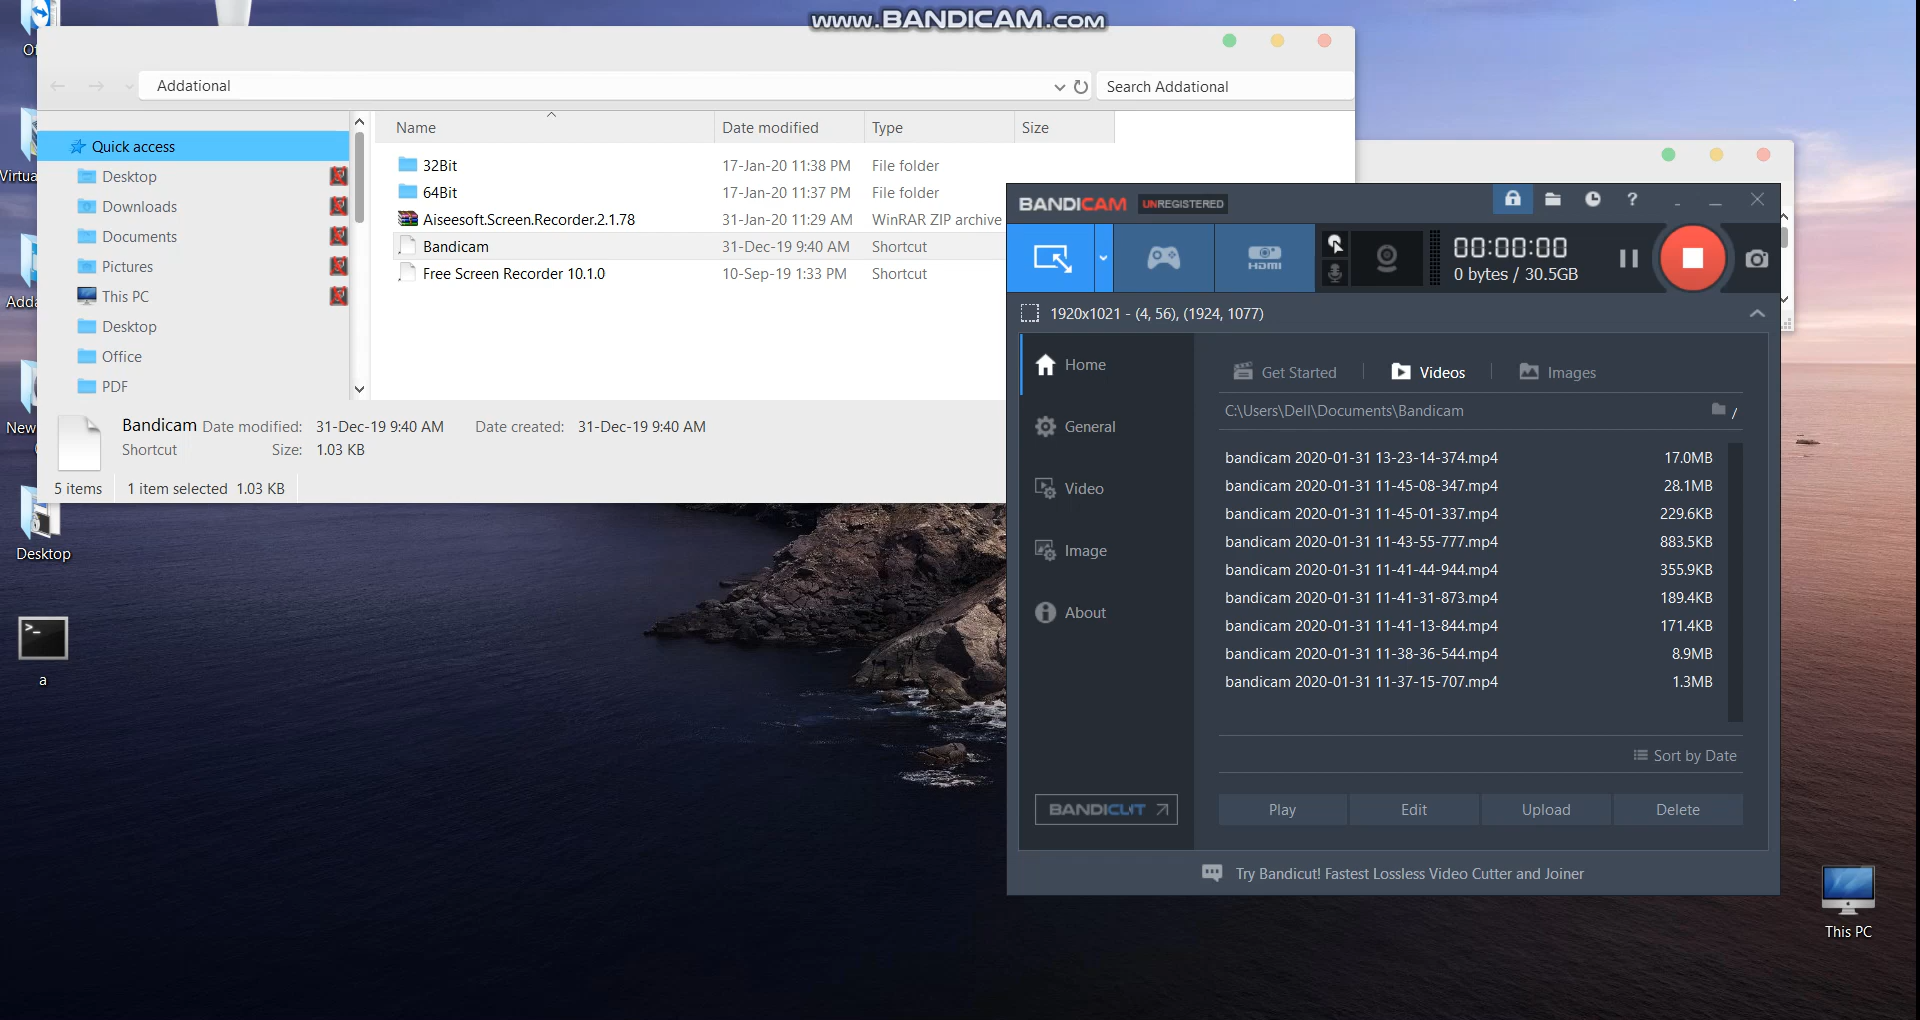 www.BANDICAM.com
Of
Addational
Search Addational
Name
Date modified
Type
Size
Quick access
Desktop
Downloads
Documents
Pictures
This PC
Desktop
Office
PDF
32Bit 17-Jan-20 11:38 PM File folder
64Bit 17-Jan-20 11:37 PM File folder
Aiseesoft.Screen.Recorder.2.1.78 31-Jan-20 11:29 AM WinRAR ZIP archive
Bandicam 31-Dec-19 9:40 AM Shortcut
Free Screen Recorder 10.1.0 10-Sep-19 1:33 PM Shortcut
Bandicam Date modified: 31-Dec-19 9:40 AM Date created: 31-Dec-19 9:40 AM
Shortcut Size: 1.03 KB
5 items 1 item selected 1.03 KB
Virtua
Adda
New
Desktop
>_
a
BANDICAM UNREGISTERED
?
HDMI
00:00:00
0 bytes / 30.5GB
1920x1021 - (4, 56), (1924, 1077)
Home
General
Video
Image
About
BANDICUT
Get Started
Videos
Images
C:\Users\Dell\Documents\Bandicam
/
bandicam 2020-01-31 13-23-14-374.mp4 17.0MB
bandicam 2020-01-31 11-45-08-347.mp4 28.1MB
bandicam 2020-01-31 11-45-01-337.mp4 229.6KB
bandicam 2020-01-31 11-43-55-777.mp4 883.5KB
bandicam 2020-01-31 11-41-44-944.mp4 355.9KB
bandicam 2020-01-31 11-41-31-873.mp4 189.4KB
bandicam 2020-01-31 11-41-13-844.mp4 171.4KB
bandicam 2020-01-31 11-38-36-544.mp4 8.9MB
bandicam 2020-01-31 11-37-15-707.mp4 1.3MB
Sort by Date
Play
Edit
Upload
Delete
Try Bandicut! Fastest Lossless Video Cutter and Joiner
This PC